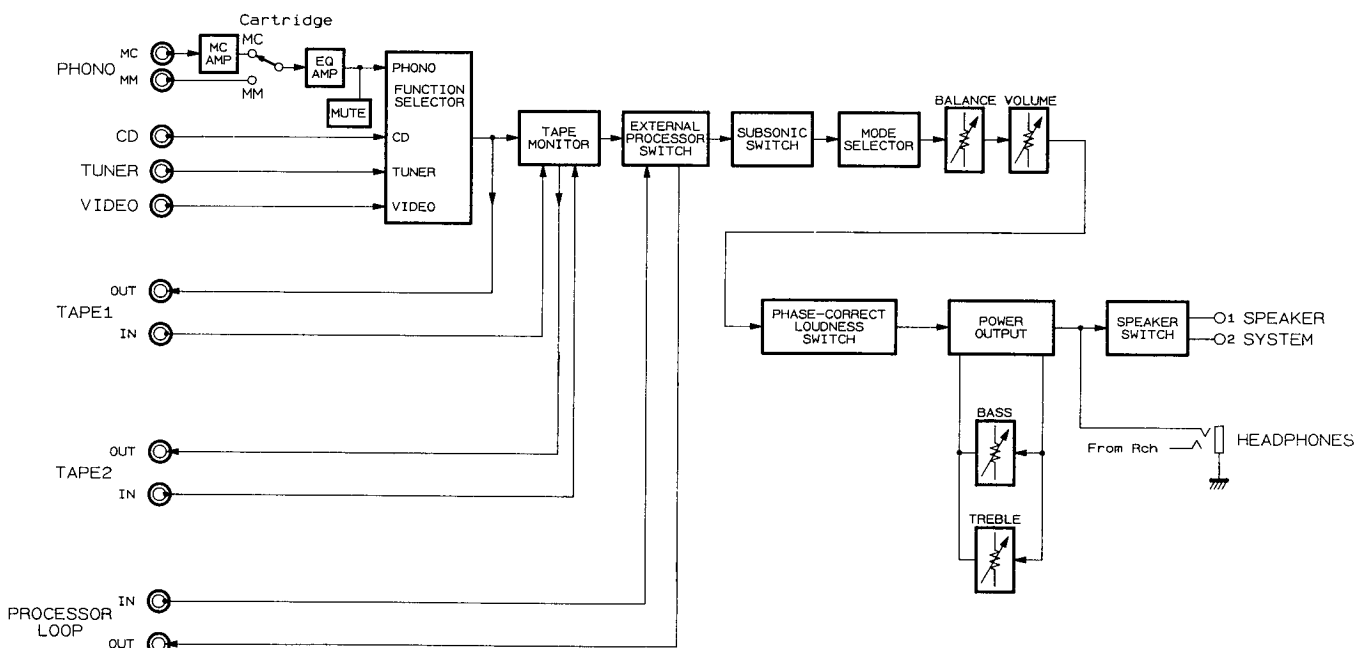 Cartridge
PHONO
MC
MM
MC
AMP
MC
MM
EQ
AMP
MUTE
PHONO
FUNCTION
SELECTOR
CD
TUNER
VIDEO
CD
TUNER
VIDEO
TAPE
MONITOR
EXTERNAL
PROCESSOR
SWITCH
SUBSONIC
SWITCH
MODE
SELECTOR
BALANCE
VOLUME
TAPE1
OUT
IN
PHASE-CORRECT
LOUDNESS
SWITCH
POWER
OUTPUT
SPEAKER
SWITCH
1 SPEAKER
2 SYSTEM
BASS
From Rch
HEADPHONES
TAPE2
OUT
IN
TREBLE
PROCESSOR
LOOP
IN
OUT